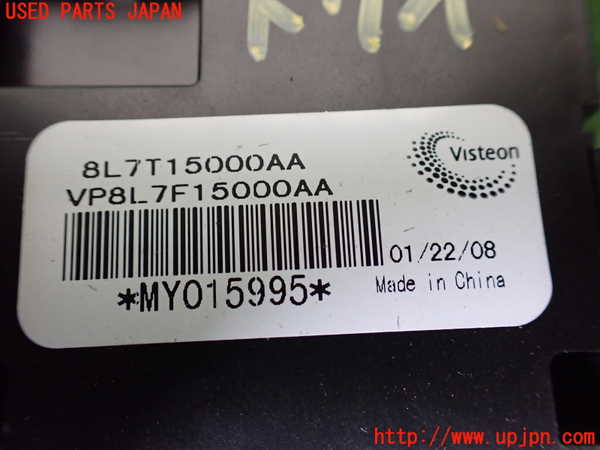 USED PARTS JAPAN
8L7T15000AA
VP8L7F15000AA
Visteon
01/22/08
*MY015995*
Made in China
http://www.upjpn.com/